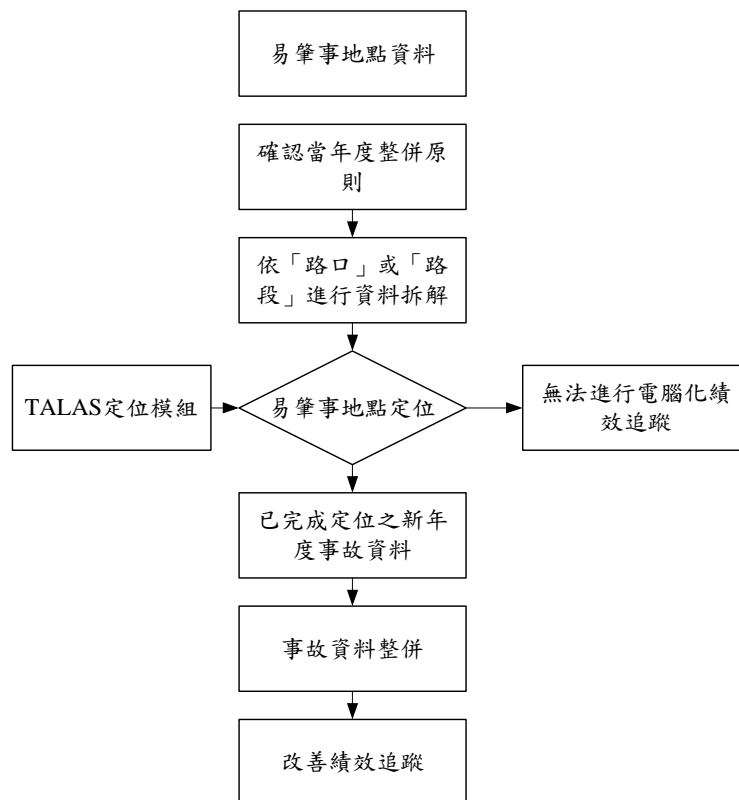 易肇事地點資料
確認當年度整併原
則
依「路口」或「路
段」進行資料拆解
TALAS定位模組
易肇事地點定位
無法進行電腦化績
效追蹤
已完成定位之新年
度事故資料
事故資料整併
改善績效追蹤